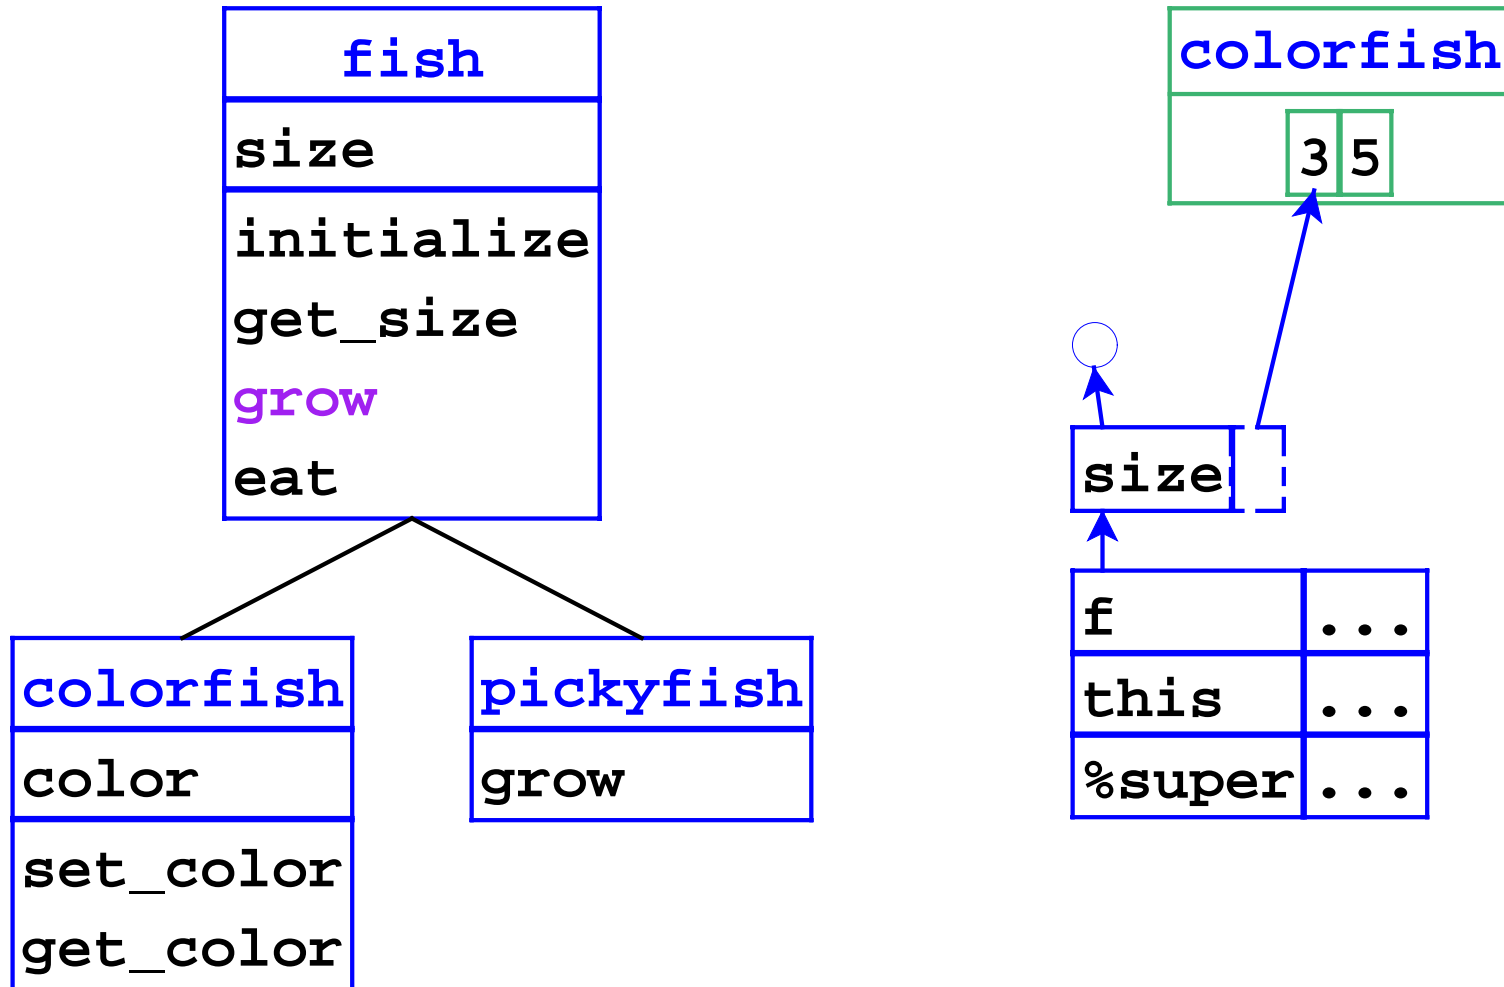 fish
size
initialize
get_size
grow
eat
colorfish
color
set_color
get_color
pickyfish
grow
colorfish
3 5
size
f ...
this ...
%super ...